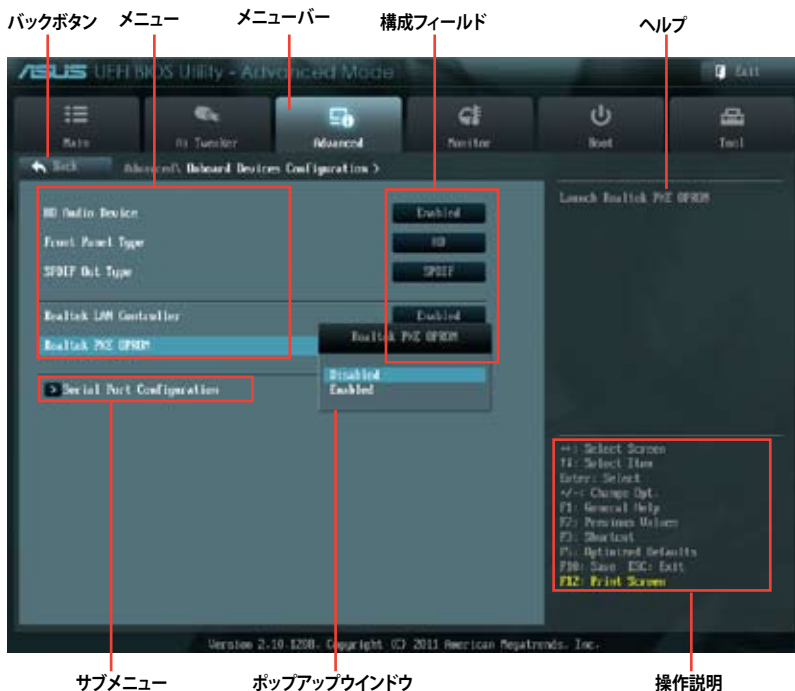 バックボタン メニュー メニューバー 構成フィールド ヘルプ
ASUS UEFI BIOS Utility - Advanced Mode Exit
Main Ai Tweaker Advanced Monitor Boot Tool
Back Advanced\ Onboard Devices Configuration >
HD Audio Device Enabled
Launch Realtek PXE OPROM
Front Panel Type HD
SPDIF Out Type SPDIF
Realtek LAN Controller Enabled
Realtek PXE OPROM
Realtek PXE OPROM
Disabled
Enabled
> Serial Port Configuration
↔: Select Screen
↑↓: Select Item
Enter: Select
+/-: Change Opt.
F1: General Help
F2: Previous Values
F3: Shortcut
F5: Optimized Defaults
F10: Save ESC: Exit
F12: Print Screen
Version 2.10.1208. Copyright (C) 2011 American Megatrends, Inc.
サブメニュー ポップアップウインドウ 操作説明